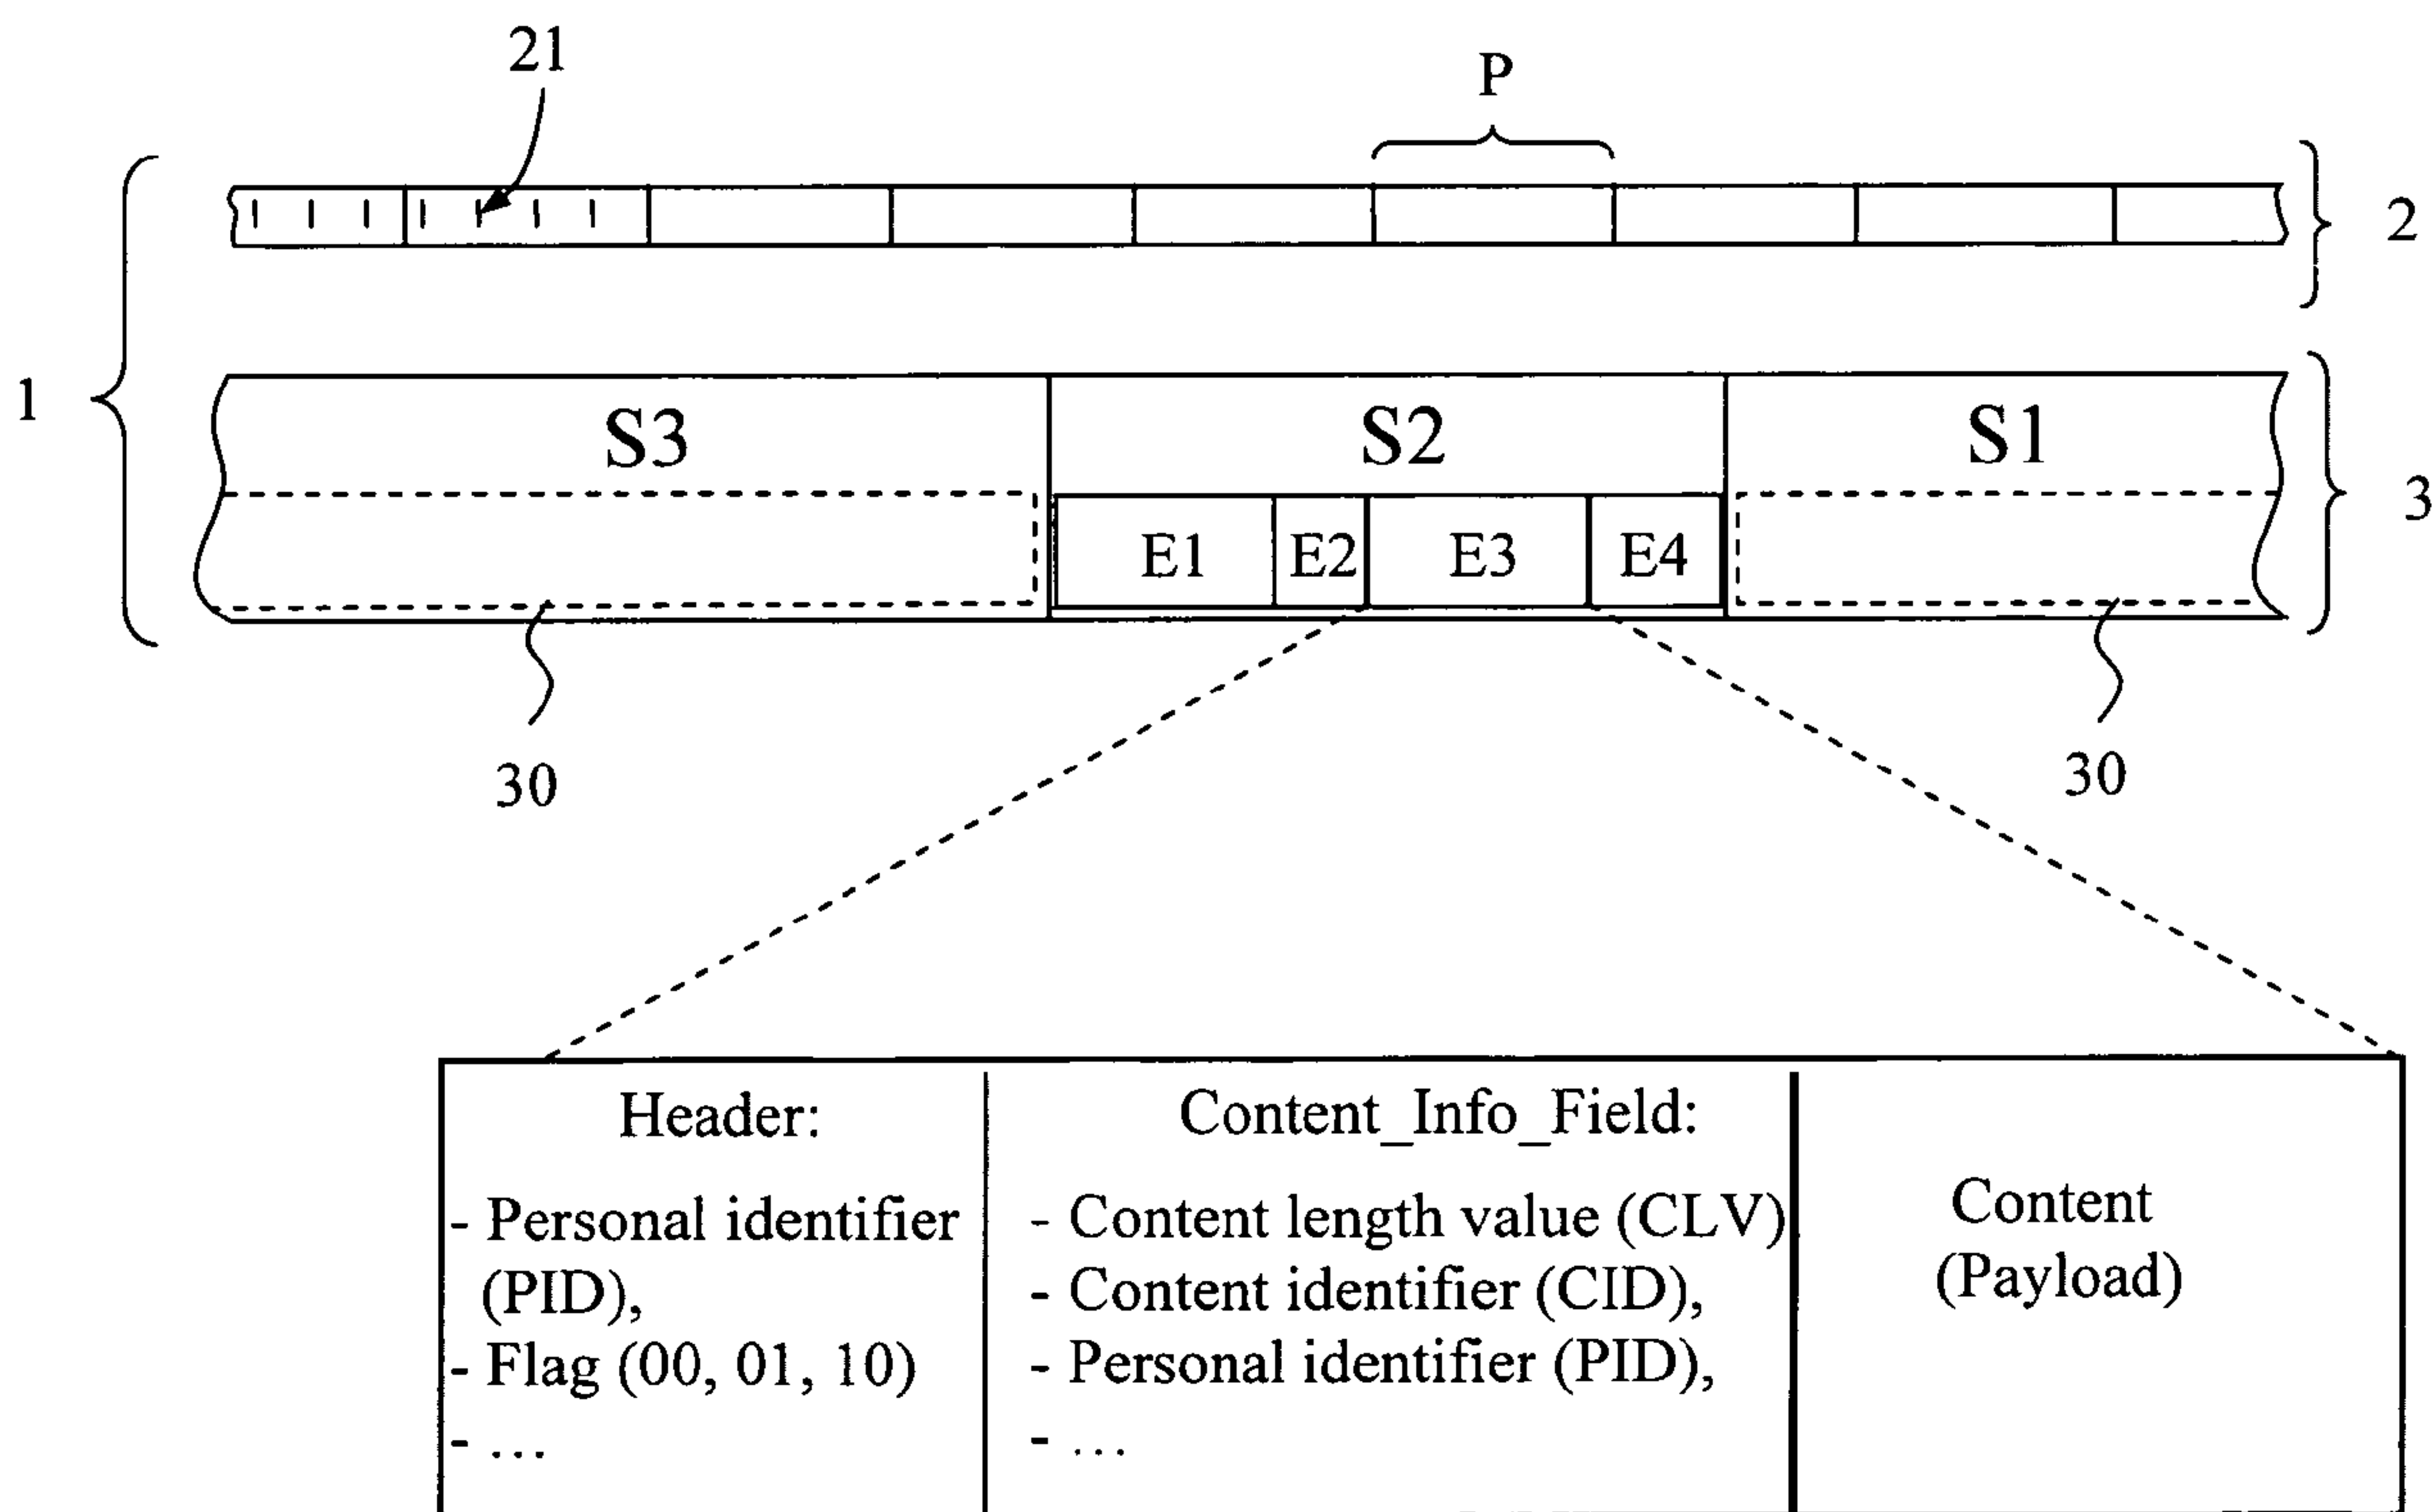 21
P
2
1
S3
S2
S1
3
E1
E2
E3
E4
30
30
Header:
- Personal identifier
(PID),
- Flag (00, 01, 10)
- ...
Content_Info_Field:
- Content length value (CLV)
- Content identifier (CID),
- Personal identifier (PID),
- ...
Content
(Payload)